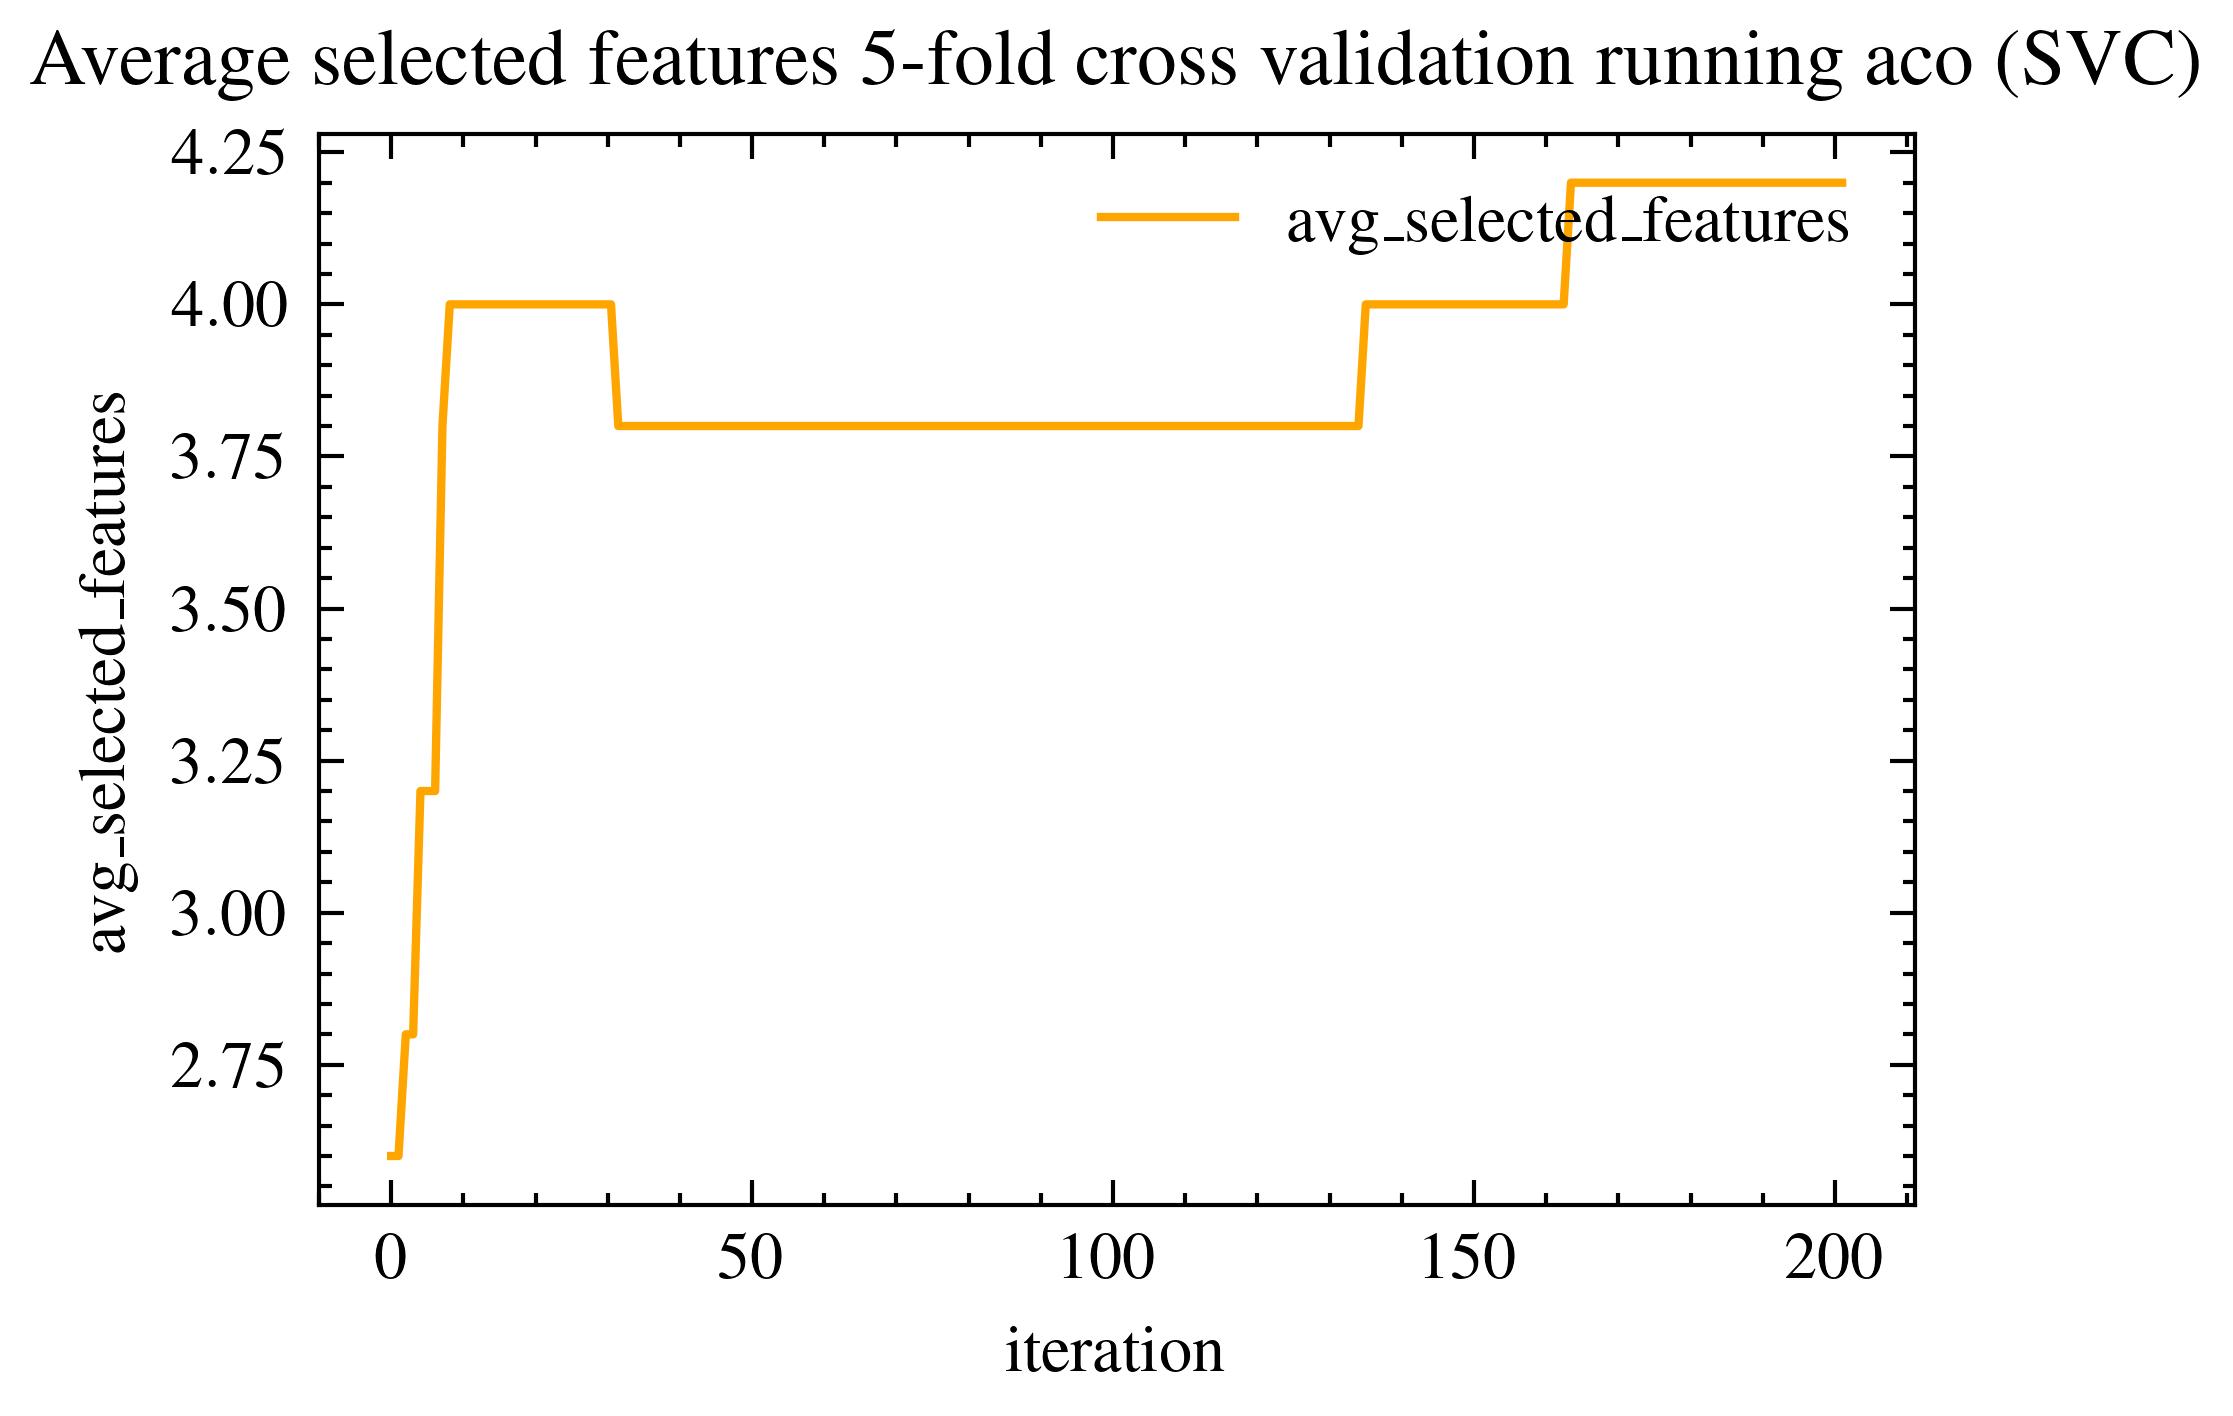 Average selected features 5-fold cross validation running aco (SVC)
4.25
avg_selected_features
4.00
3.75
3.50
3.25
3.00
2.75
avg_selected_features
0 50 100 150 200
iteration